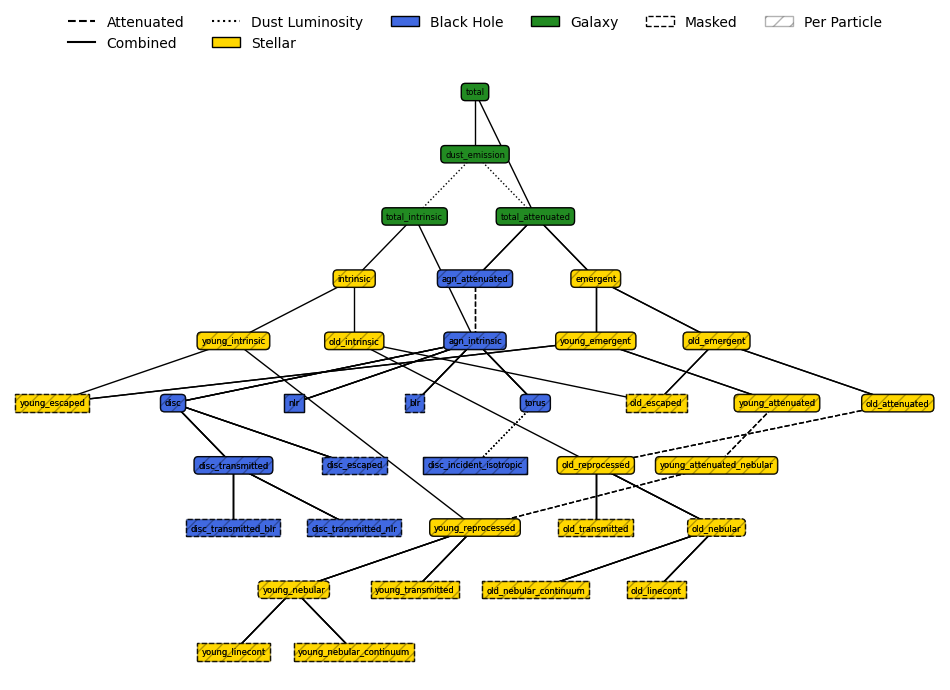 Attenuated Dust Luminosity Black Hole Galaxy Masked Per Particle
Combined Stellar
total
dust_emission
total_intrinsic total_attenuated
intrinsic agn_attenuated emergent
young_intrinsic old_intrinsic agn_intrinsic young_emergent old_emergent
young_escaped disc nlr blr torus old_escaped young_attenuated old_attenuated
disc_transmitted disc_escaped disc_incident_isotropic old_reprocessed young_attenuated_nebular
disc_transmitted_blr disc_transmitted_nlr young_reprocessed old_transmitted old_nebular
young_nebular young_transmitted old_nebular_continuum old_linecont
young_linecont young_nebular_continuum